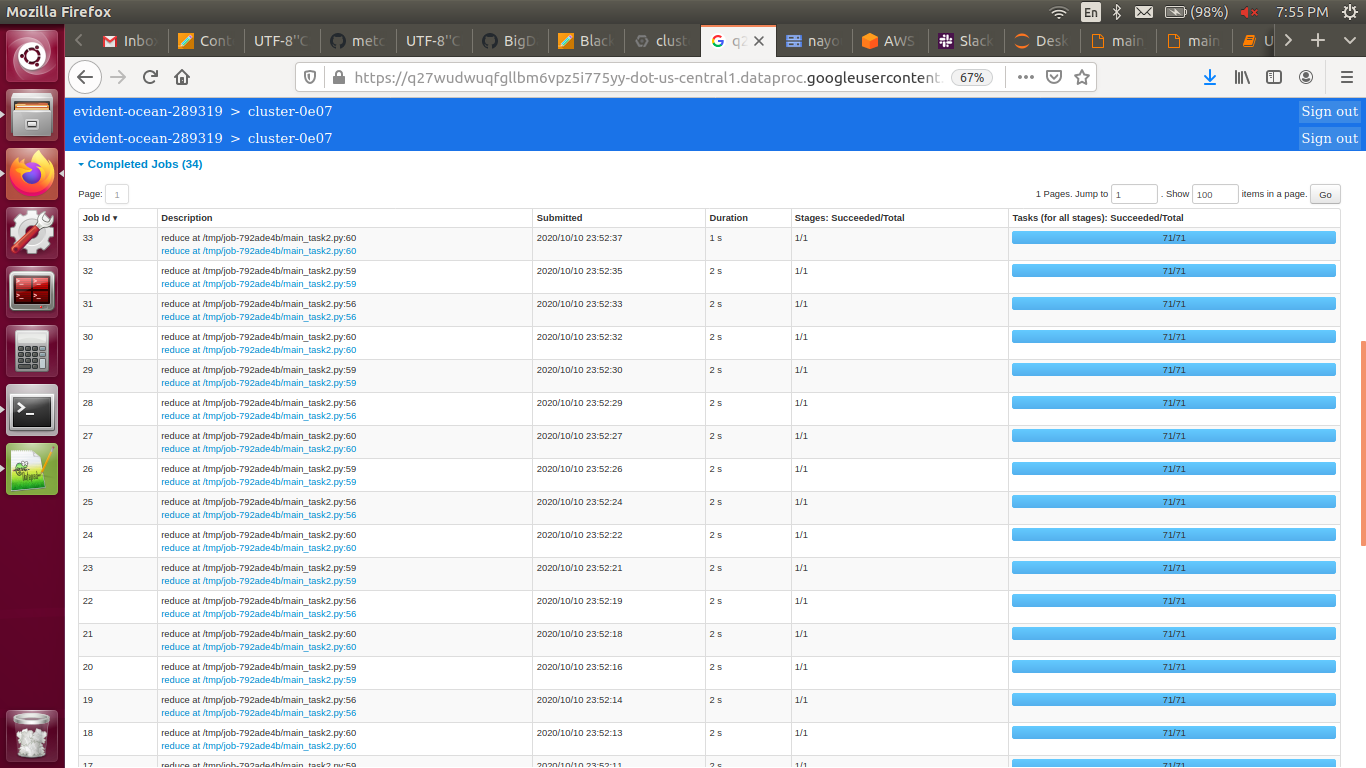 Mozilla Firefox En (98%) 7:55 PM
Inbo Cont UTF-8''C metc UTF-8''C BigD Black clust q2 nayo AWS Slack Desk main main U
https://q27wudwuqfgllbm6vpz5i775yy-dot-us-central1.dataproc.googleusercontent. 67%
evident-ocean-289319 > cluster-0e07 Sign out
evident-ocean-289319 > cluster-0e07 Sign out
Completed Jobs (34)
Page: 1 1 Pages. Jump to 1 . Show 100 items in a page. Go
Job Id ▾ Description Submitted Duration Stages: Succeeded/Total Tasks (for all stages): Succeeded/Total
33 reduce at /tmp/job-792ade4b/main_task2.py:60 2020/10/10 23:52:37 1 s 1/1 71/71
reduce at /tmp/job-792ade4b/main_task2.py:60
32 reduce at /tmp/job-792ade4b/main_task2.py:59 2020/10/10 23:52:35 2 s 1/1 71/71
reduce at /tmp/job-792ade4b/main_task2.py:59
31 reduce at /tmp/job-792ade4b/main_task2.py:56 2020/10/10 23:52:33 2 s 1/1 71/71
reduce at /tmp/job-792ade4b/main_task2.py:56
30 reduce at /tmp/job-792ade4b/main_task2.py:60 2020/10/10 23:52:32 2 s 1/1 71/71
reduce at /tmp/job-792ade4b/main_task2.py:60
29 reduce at /tmp/job-792ade4b/main_task2.py:59 2020/10/10 23:52:30 2 s 1/1 71/71
reduce at /tmp/job-792ade4b/main_task2.py:59
28 reduce at /tmp/job-792ade4b/main_task2.py:56 2020/10/10 23:52:29 2 s 1/1 71/71
reduce at /tmp/job-792ade4b/main_task2.py:56
27 reduce at /tmp/job-792ade4b/main_task2.py:60 2020/10/10 23:52:27 2 s 1/1 71/71
reduce at /tmp/job-792ade4b/main_task2.py:60
26 reduce at /tmp/job-792ade4b/main_task2.py:59 2020/10/10 23:52:26 2 s 1/1 71/71
reduce at /tmp/job-792ade4b/main_task2.py:59
25 reduce at /tmp/job-792ade4b/main_task2.py:56 2020/10/10 23:52:24 2 s 1/1 71/71
reduce at /tmp/job-792ade4b/main_task2.py:56
24 reduce at /tmp/job-792ade4b/main_task2.py:60 2020/10/10 23:52:22 2 s 1/1 71/71
reduce at /tmp/job-792ade4b/main_task2.py:60
23 reduce at /tmp/job-792ade4b/main_task2.py:59 2020/10/10 23:52:21 2 s 1/1 71/71
reduce at /tmp/job-792ade4b/main_task2.py:59
22 reduce at /tmp/job-792ade4b/main_task2.py:56 2020/10/10 23:52:19 2 s 1/1 71/71
reduce at /tmp/job-792ade4b/main_task2.py:56
21 reduce at /tmp/job-792ade4b/main_task2.py:60 2020/10/10 23:52:18 2 s 1/1 71/71
reduce at /tmp/job-792ade4b/main_task2.py:60
20 reduce at /tmp/job-792ade4b/main_task2.py:59 2020/10/10 23:52:16 2 s 1/1 71/71
reduce at /tmp/job-792ade4b/main_task2.py:59
19 reduce at /tmp/job-792ade4b/main_task2.py:56 2020/10/10 23:52:14 2 s 1/1 71/71
reduce at /tmp/job-792ade4b/main_task2.py:56
18 reduce at /tmp/job-792ade4b/main_task2.py:60 2020/10/10 23:52:13 2 s 1/1 71/71
reduce at /tmp/job-792ade4b/main_task2.py:60
17 reduce at /tmp/job-792ade4b/main_task2.py:59 2020/10/10 23:52:11 2 s 1/1 71/71